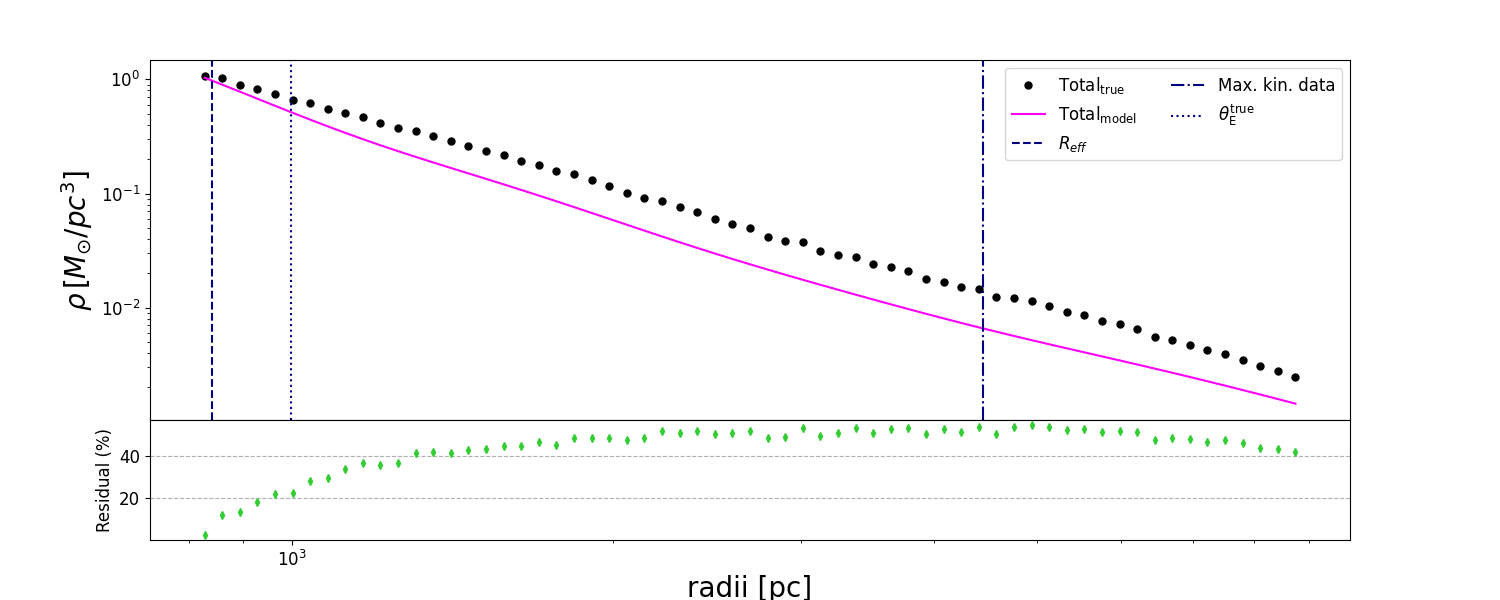 ρ [M⊙/pc³]
10⁰
10⁻¹
10⁻²
Total_true
Total_model
R_eff
Max. kin. data
θ_E^true
Residual (%)
40
20
10³
radii [pc]